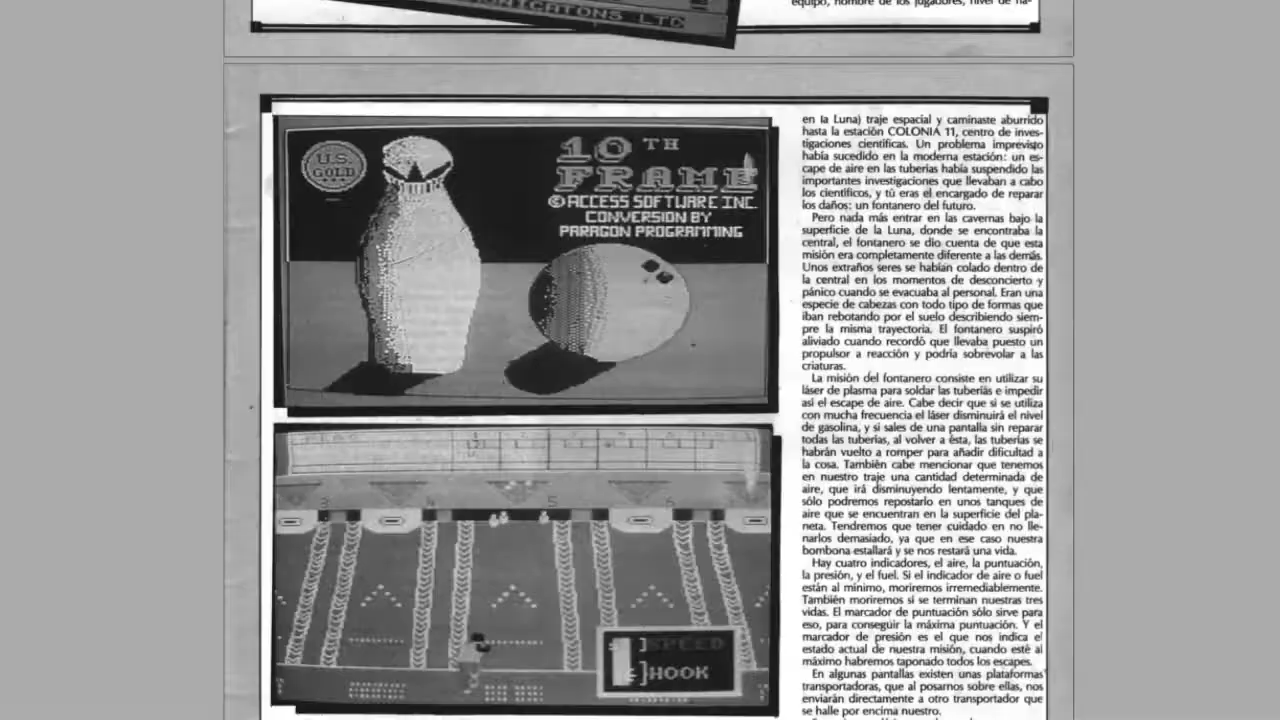 ONICATONS LTD
equipo, nombre de los jugadores, nivel de ha-
U.S.
GOLD
10TH
FRAME
© ACCESS SOFTWARE INC.
CONVERSION BY
PARAGON PROGRAMMING
3
4
5
6
SPEED
HOOK
en la Luna) traje espacial y caminaste aburrido
hasta la estación COLONIA 11, centro de inves-
tigaciones científicas. Un problema imprevisto
había sucedido en la moderna estación: un es-
cape de aire en las tuberías había suspendido las
importantes investigaciones que llevaban a cabo
los científicos, y tú eras el encargado de reparar
los daños: un fontanero del futuro.
Pero nada más entrar en las cavernas bajo la
superficie de la Luna, donde se encontraba la
central, el fontanero se dio cuenta de que esta
misión era completamente diferente a las demás.
Unos extraños seres se habían colado dentro de
la central en los momentos de desconcierto y
pánico cuando se evacuaba al personal. Eran una
especie de cabezas con todo tipo de formas que
iban rebotando por el suelo describiendo siem-
pre la misma trayectoria. El fontanero suspiró
aliviado cuando recordó que llevaba puesto un
propulsor a reacción y podría sobrevolar a las
criaturas.
La misión del fontanero consiste en utilizar su
láser de plasma para soldar las tuberías e impedir
así el escape de aire. Cabe decir que si se utiliza
con mucha frecuencia el láser disminuirá el nivel
de gasolina, y si sales de una pantalla sin reparar
todas las tuberías, al volver a ésta, las tuberías se
habrán vuelto a romper para añadir dificultad a
la cosa. También cabe mencionar que tenemos
en nuestro traje una cantidad determinada de
aire, que irá disminuyendo lentamente, y que
sólo podremos repostarlo en unos tanques de
aire que se encuentran en la superficie del pla-
neta. Tendremos que tener cuidado en no lle-
narlos demasiado, ya que en ese caso nuestra
bombona estallará y se nos restará una vida.
Hay cuatro indicadores, el aire, la puntuación,
la presión, y el fuel. Si el indicador de aire o fuel
están al mínimo, moriremos irremediablemente.
También moriremos si se terminan nuestras tres
vidas. El marcador de puntuación sólo sirve para
eso, para conseguir la máxima puntuación. Y el
marcador de presión es el que nos indica el
estado actual de nuestra misión, cuando esté al
máximo habremos taponado todos los escapes.
En algunas pantallas existen unas plataformas
transportadoras, que al posarnos sobre ellas, nos
enviarán directamente a otro transportador que
se halle por encima nuestro.